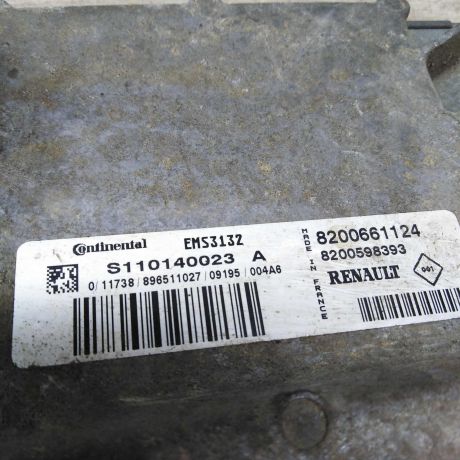 Continental EMS3132
S110140023 A
0/11738/896511027/09195/004A6
MADE IN FRANCE
8200661124
8200598393
RENAULT
001